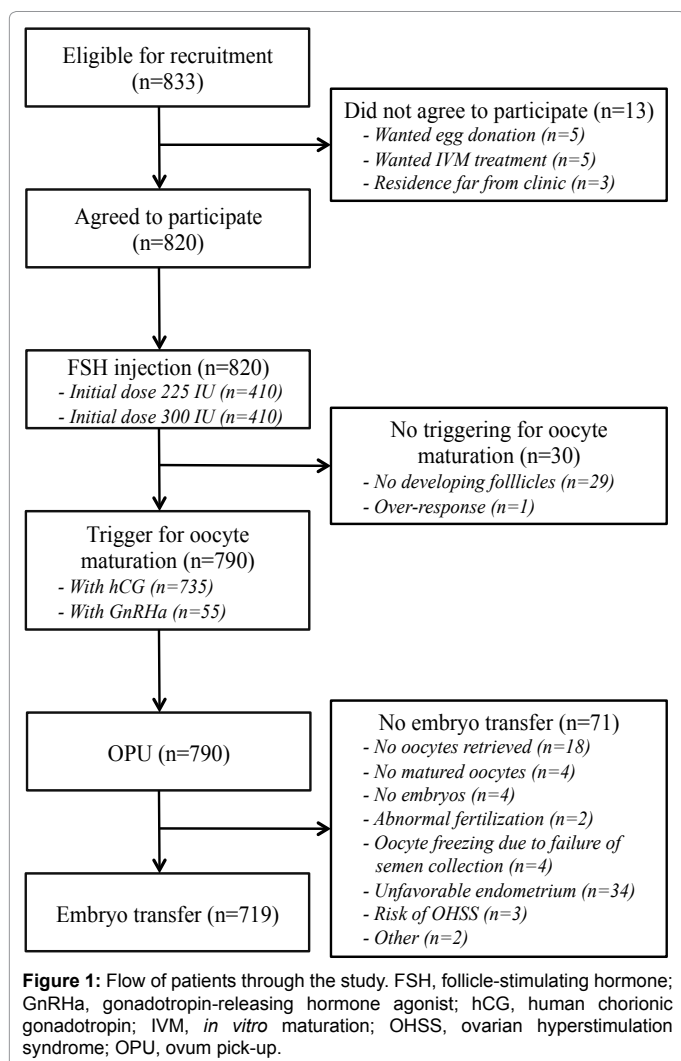 Eligible for recruitment
(n=833)
Did not agree to participate (n=13)
- Wanted egg donation (n=5)
- Wanted IVM treatment (n=5)
- Residence far from clinic (n=3)
Agreed to participate
(n=820)
FSH injection (n=820)
- Initial dose 225 IU (n=410)
- Initial dose 300 IU (n=410)
No triggering for oocyte
maturation (n=30)
- No developing folllicles (n=29)
- Over-response (n=1)
Trigger for oocyte
maturation (n=790)
- With hCG (n=735)
- With GnRHa (n=55)
OPU (n=790)
No embryo transfer (n=71)
- No oocytes retrieved (n=18)
- No matured oocytes (n=4)
- No embryos (n=4)
- Abnormal fertilization (n=2)
- Oocyte freezing due to failure of
semen collection (n=4)
- Unfavorable endometrium (n=34)
- Risk of OHSS (n=3)
- Other (n=2)
Embryo transfer (n=719)
Figure 1: Flow of patients through the study. FSH, follicle-stimulating hormone;
GnRHa, gonadotropin-releasing hormone agonist; hCG, human chorionic
gonadotropin; IVM, in vitro maturation; OHSS, ovarian hyperstimulation
syndrome; OPU, ovum pick-up.